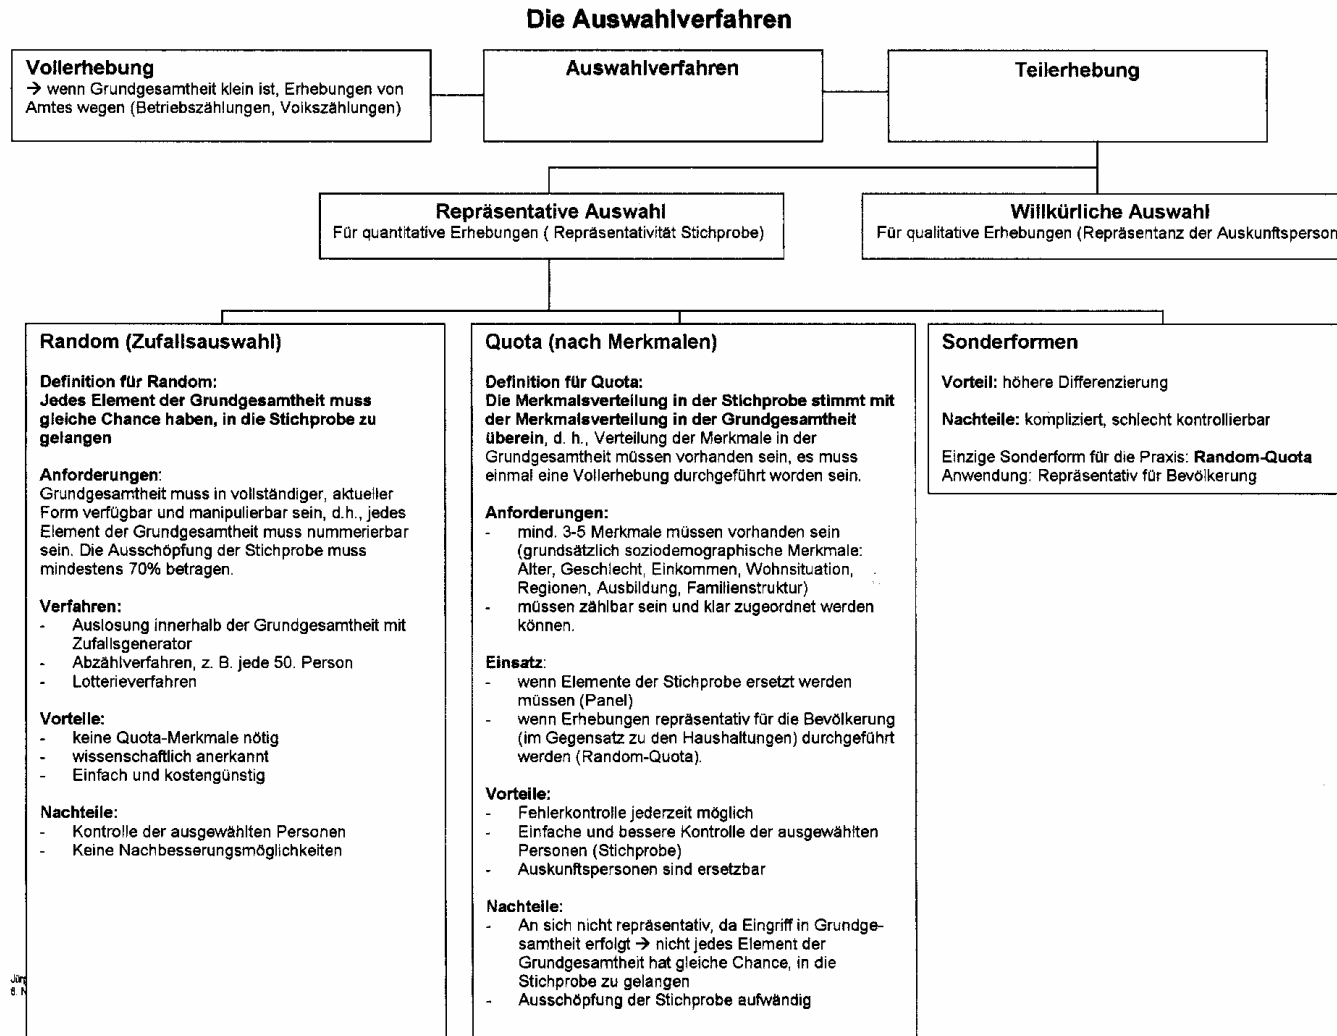 Die Auswahlverfahren
Vollerhebung
→ wenn Grundgesamtheit klein ist, Erhebungen von
Amtes wegen (Betriebszählungen, Volkszählungen)
Auswahlverfahren
Teilerhebung
Repräsentative Auswahl
Für quantitative Erhebungen ( Repräsentativität Stichprobe)
Willkürliche Auswahl
Für qualitative Erhebungen (Repräsentanz der Auskunftsperson
Random (Zufallsauswahl)
Definition für Random:
Jedes Element der Grundgesamtheit muss
gleiche Chance haben, in die Stichprobe zu
gelangen
Anforderungen:
Grundgesamtheit muss in vollständiger, aktueller
Form verfügbar und manipulierbar sein, d.h., jedes
Element der Grundgesamtheit muss nummerierbar
sein. Die Ausschöpfung der Stichprobe muss
mindestens 70% betragen.
Verfahren:
- Auslosung innerhalb der Grundgesamtheit mit
Zufallsgenerator
- Abzählverfahren, z. B. jede 50. Person
- Lotterieverfahren
Vorteile:
- keine Quota-Merkmale nötig
- wissenschaftlich anerkannt
- Einfach und kostengünstig
Nachteile:
- Kontrolle der ausgewählten Personen
- Keine Nachbesserungsmöglichkeiten
Quota (nach Merkmalen)
Definition für Quota:
Die Merkmalsverteilung in der Stichprobe stimmt mit
der Merkmalsverteilung in der Grundgesamtheit
überein, d. h., Verteilung der Merkmale in der
Grundgesamtheit müssen vorhanden sein, es muss
einmal eine Vollerhebung durchgeführt worden sein.
Anforderungen:
- mind. 3-5 Merkmale müssen vorhanden sein
(grundsätzlich soziodemographische Merkmale:
Alter, Geschlecht, Einkommen, Wohnsituation,
Regionen, Ausbildung, Familienstruktur)
- müssen zählbar sein und klar zugeordnet werden
können.
Einsatz:
- wenn Elemente der Stichprobe ersetzt werden
müssen (Panel)
- wenn Erhebungen repräsentativ für die Bevölkerung
(im Gegensatz zu den Haushaltungen) durchgeführt
werden (Random-Quota).
Vorteile:
- Fehlerkontrolle jederzeit möglich
- Einfache und bessere Kontrolle der ausgewählten
Personen (Stichprobe)
- Auskunftspersonen sind ersetzbar
Nachteile:
- An sich nicht repräsentativ, da Eingriff in Grundge-
samtheit erfolgt → nicht jedes Element der
Grundgesamtheit hat gleiche Chance, in die
Stichprobe zu gelangen
- Ausschöpfung der Stichprobe aufwändig
Sonderformen
Vorteil: höhere Differenzierung
Nachteile: kompliziert, schlecht kontrollierbar
Einzige Sonderform für die Praxis: Random-Quota
Anwendung: Repräsentativ für Bevölkerung